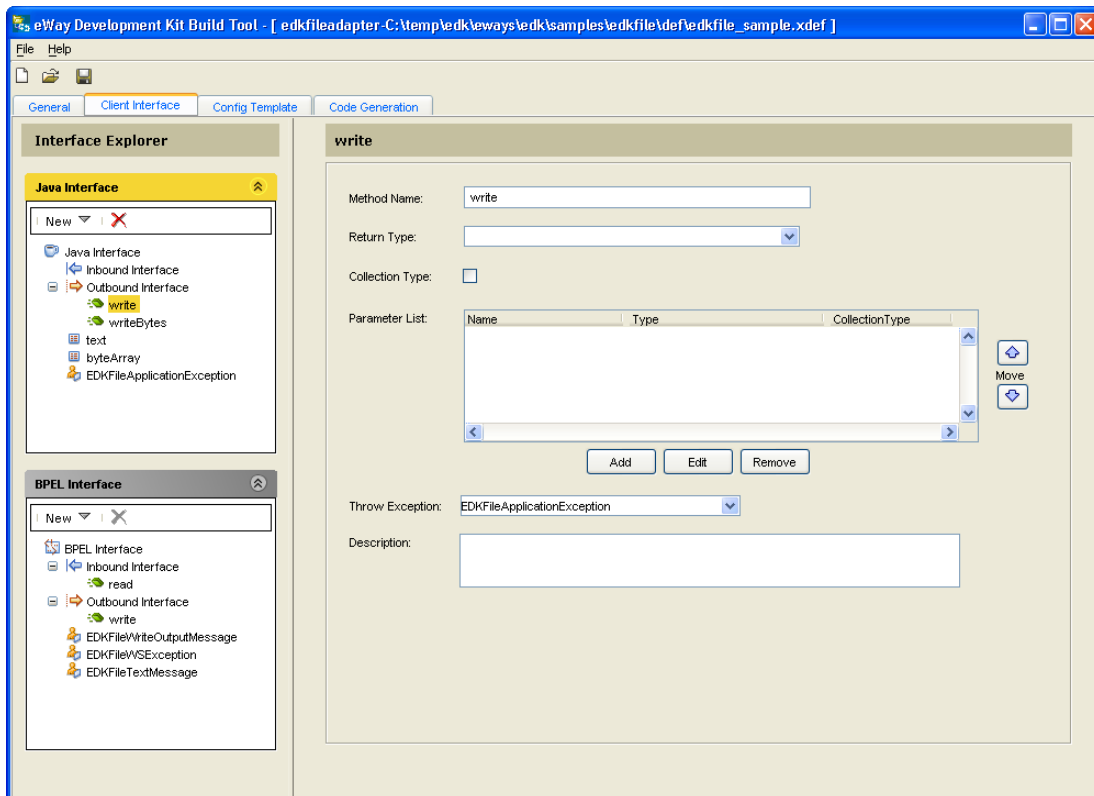 eWay Development Kit Build Tool - [ edkfileadapter-C:\temp\edk\eways\edk\samples\edkfile\def\edkfile_sample.xdef ]
File Help
General Client Interface Config Template Code Generation
Interface Explorer
Java Interface
New
Java Interface
Inbound Interface
Outbound Interface
write
writeBytes
text
byteArray
EDKFileApplicationException
BPEL Interface
New
BPEL Interface
Inbound Interface
read
Outbound Interface
write
EDKFileWriteOutputMessage
EDKFileWSException
EDKFileTextMessage
write
Method Name: write
Return Type:
Collection Type:
Parameter List: Name Type CollectionType
Move
Add Edit Remove
Throw Exception: EDKFileApplicationException
Description: